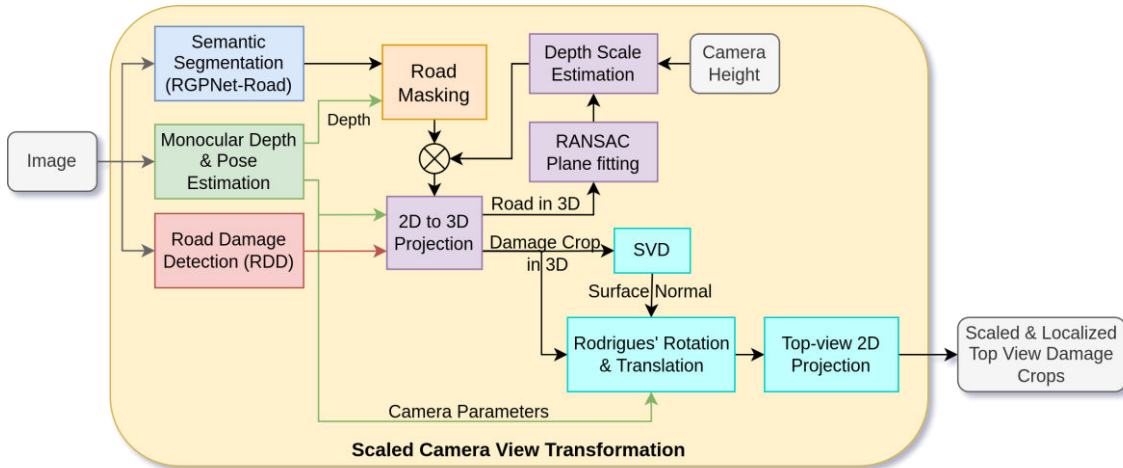 Semantic
Segmentation
(RGPNet-Road)
Road
Masking
Depth Scale
Estimation
Camera
Height
Depth
Image
Monocular Depth
& Pose
Estimation
RANSAC
Plane fitting
Road in 3D
2D to 3D
Projection
Road Damage
Detection (RDD)
Damage Crop
in 3D
SVD
Surface Normal
Rodrigues' Rotation
& Translation
Top-view 2D
Projection
Scaled & Localized
Top View Damage
Crops
Camera Parameters
Scaled Camera View Transformation